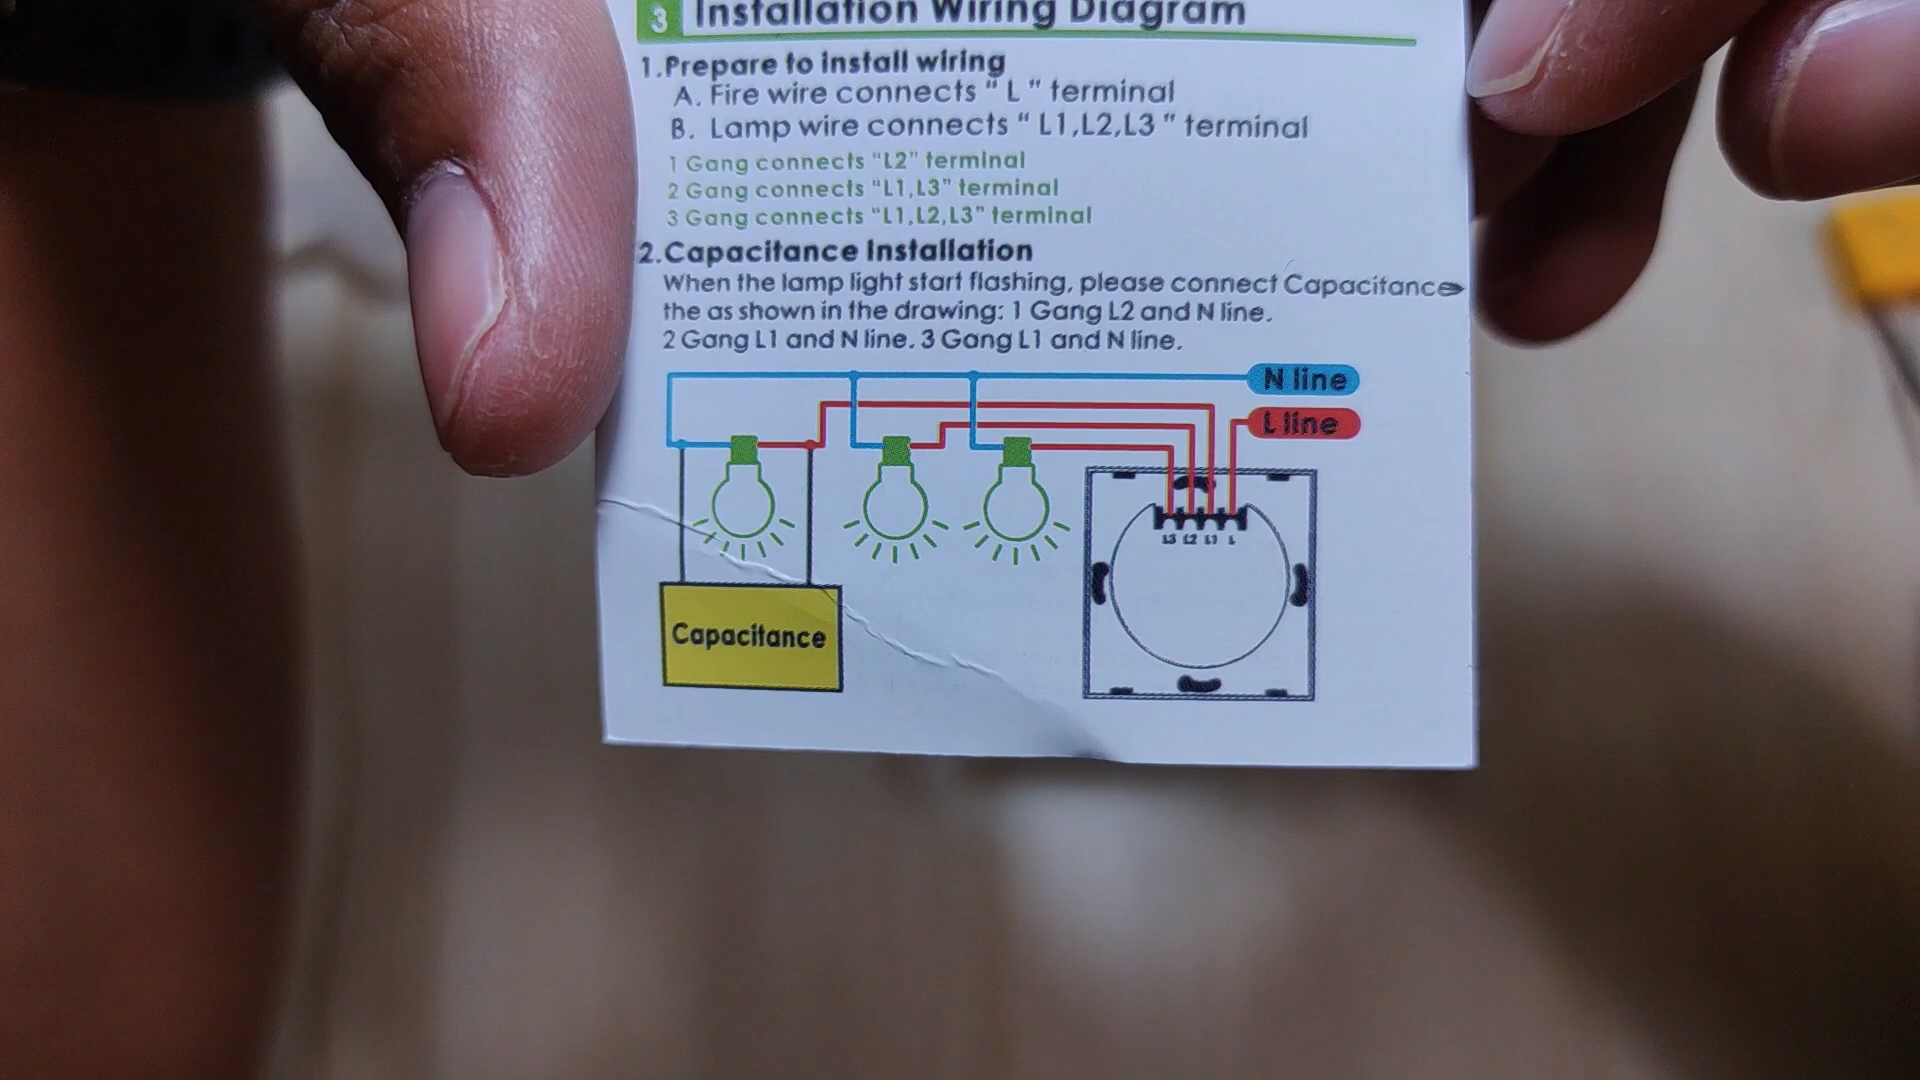 3 Installation Wiring Diagram
1.Prepare to install wiring
A. Fire wire connects “ L ” terminal
B. Lamp wire connects “ L1,L2,L3 ” terminal
1 Gang connects “L2” terminal
2 Gang connects “L1,L3” terminal
3 Gang connects “L1,L2,L3” terminal
2.Capacitance Installation
When the lamp light start flashing, please connect Capacitance
the as shown in the drawing: 1 Gang L2 and N line.
2 Gang L1 and N line. 3 Gang L1 and N line.
N line
L line
L3 L2 L1 L
Capacitance